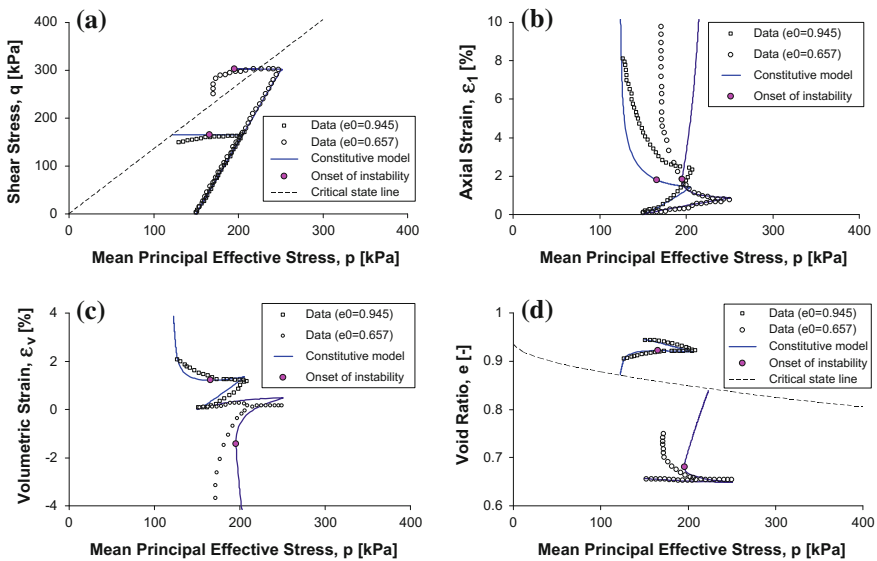 (a)
Shear Stress, q [kPa]
400
300
200
100
0
Data (e0=0.945)
Data (e0=0.657)
Constitutive model
Onset of instability
Critical state line
0 100 200 300 400
Mean Principal Effective Stress, p [kPa]
(b)
Axial Strain, ε1 [%]
10
8
6
4
2
0
Data (e0=0.945)
Data (e0=0.657)
Constitutive model
Onset of instability
0 100 200 300 400
Mean Principal Effective Stress, p [kPa]
(c)
Volumetric Strain, εv [%]
4
2
0
-2
-4
Data (e0=0.945)
Data (e0=0.657)
Constitutive model
Onset of instability
0 100 200 300 400
Mean Principal Effective Stress, p [kPa]
(d)
Void Ratio, e [-]
1
0.9
0.8
0.7
0.6
Data (e0=0.945)
Data (e0=0.657)
Constitutive model
Onset of instability
Critical state line
0 100 200 300 400
Mean Principal Effective Stress, p [kPa]